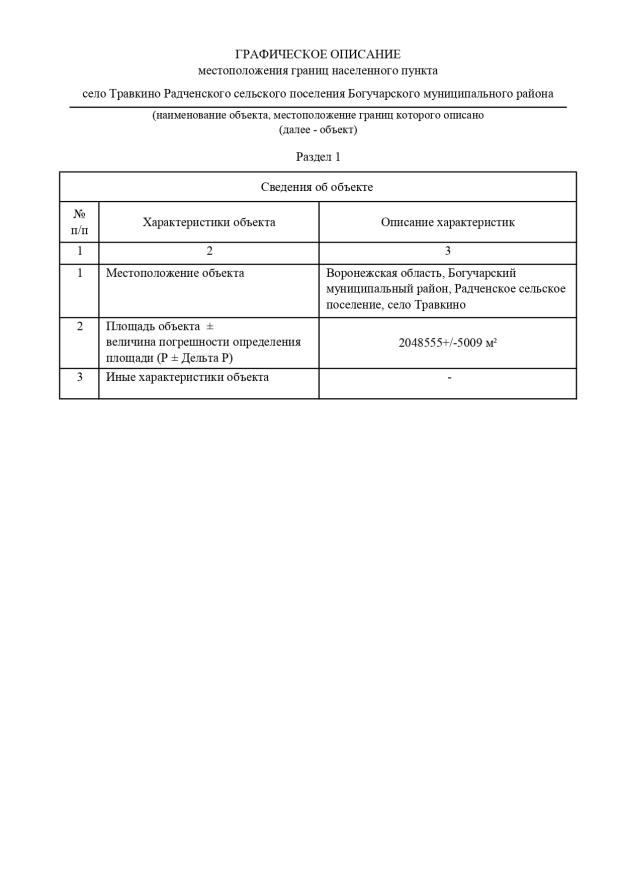 ГРАФИЧЕСКОЕ ОПИСАНИЕ
местоположения границ населенного пункта
село Травкино Радченского сельского поселения Богучарского муниципального района
(наименование объекта, местоположение границ которого описано
(далее - объект)
Раздел 1
Сведения об объекте
№
п/п
Характеристики объекта
Описание характеристик
1
2
3
1
Местоположение объекта
Воронежская область, Богучарский
муниципальный район, Радченское сельское
поселение, село Травкино
2
Площадь объекта ±
величина погрешности определения
площади (Р ± Дельта Р)
2048555+/-5009 м²
3
Иные характеристики объекта
-